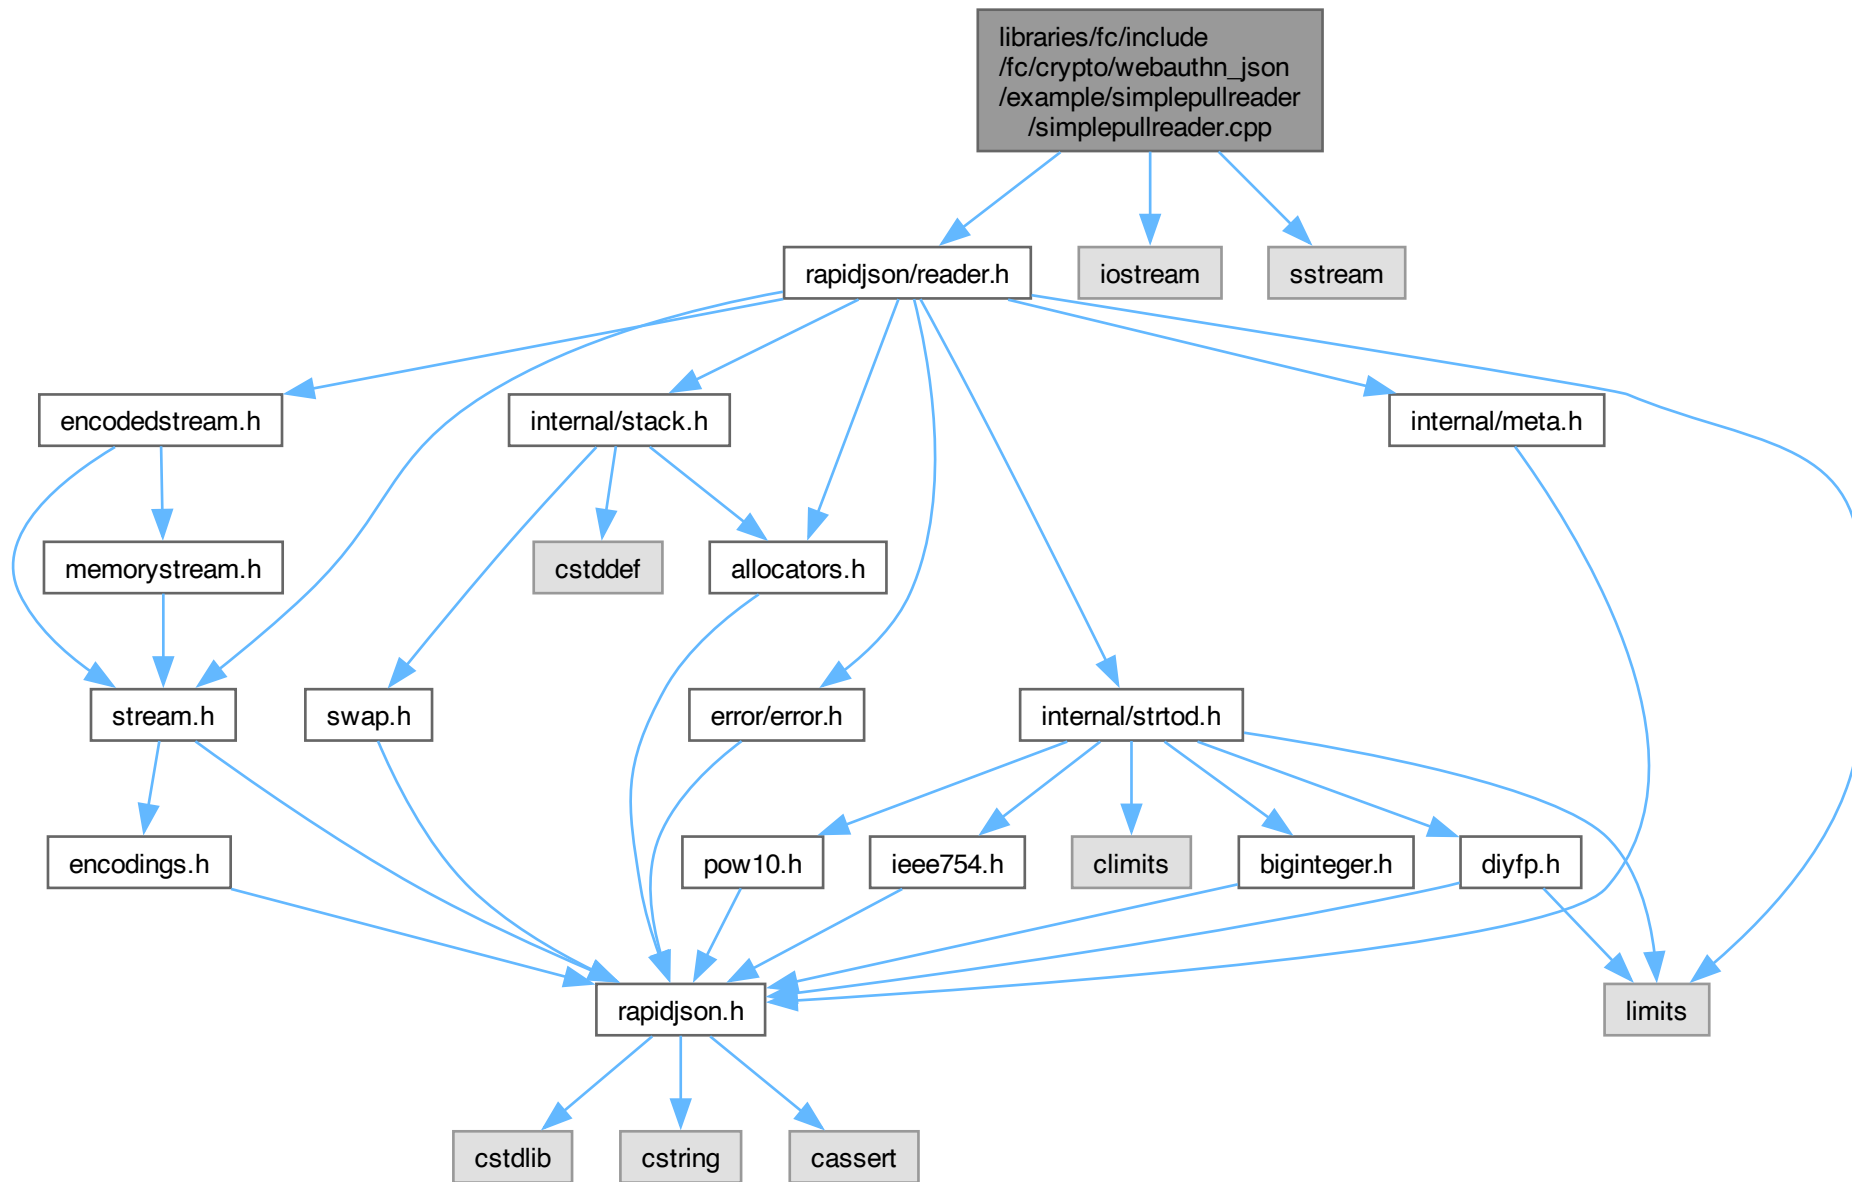 libraries/fc/include
/fc/crypto/webauthn_json
/example/simplepullreader
/simplepullreader.cpp
rapidjson/reader.h
iostream
sstream
encodedstream.h
internal/stack.h
internal/meta.h
memorystream.h
cstddef
allocators.h
stream.h
swap.h
error/error.h
internal/strtod.h
encodings.h
pow10.h
ieee754.h
climits
biginteger.h
diyfp.h
rapidjson.h
limits
cstdlib
cstring
cassert